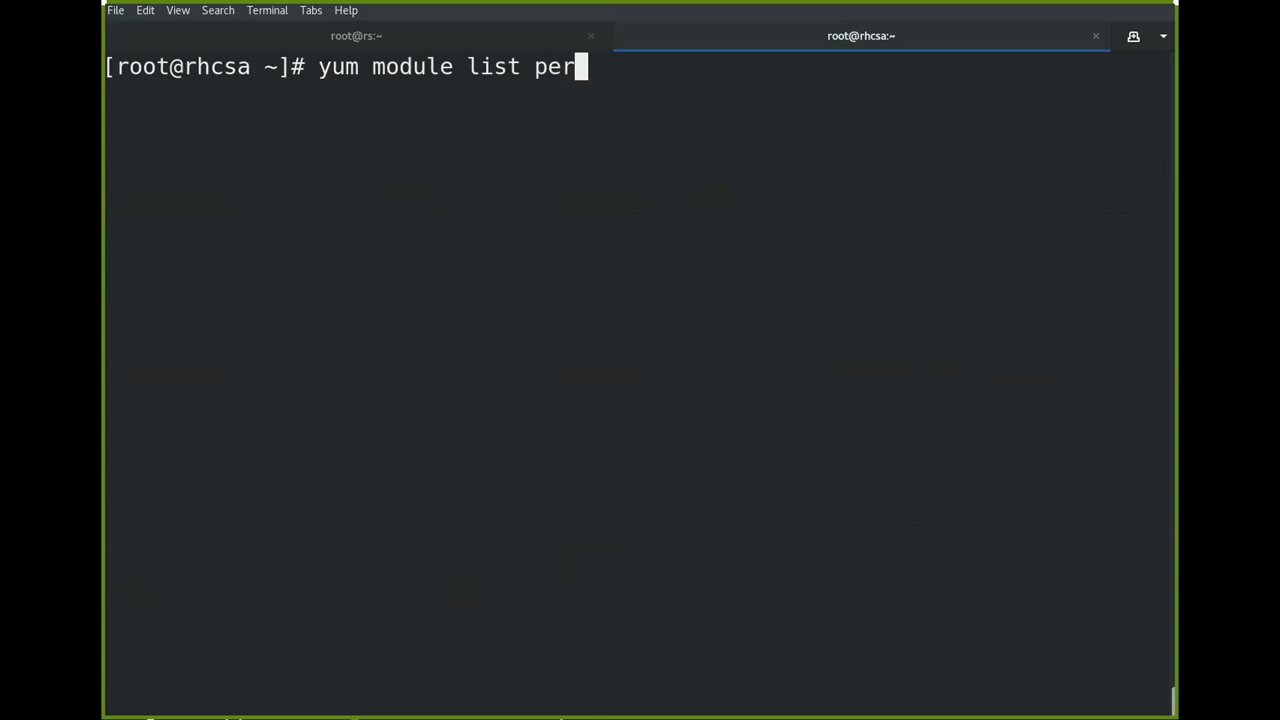 File Edit View Search Terminal Tabs Help
root@rs:~ × root@rhcsa:~ ×
[root@rhcsa ~]# yum module list per